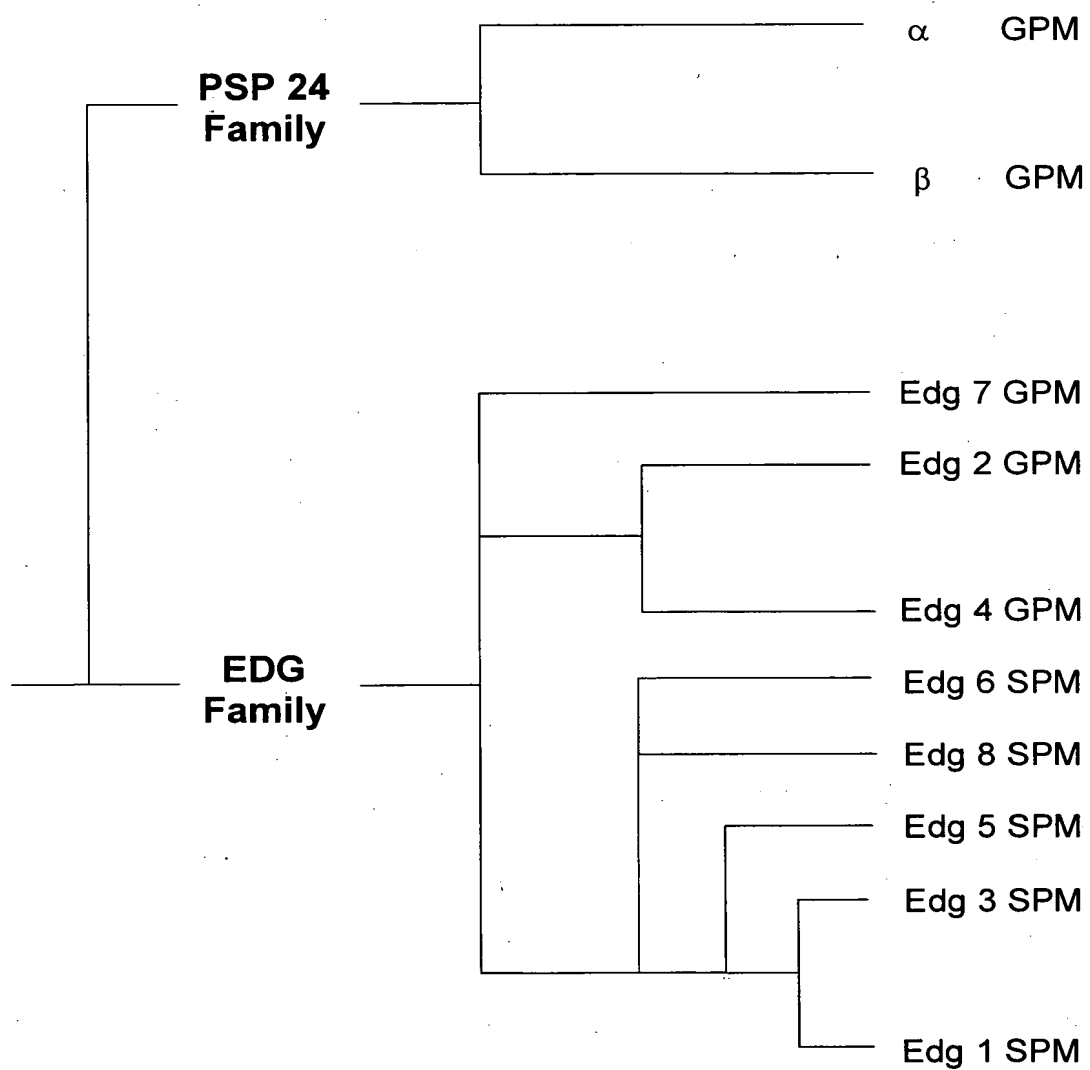 α GPM
PSP 24
Family
β GPM
Edg 7 GPM
Edg 2 GPM
Edg 4 GPM
EDG
Family
Edg 6 SPM
Edg 8 SPM
Edg 5 SPM
Edg 3 SPM
Edg 1 SPM